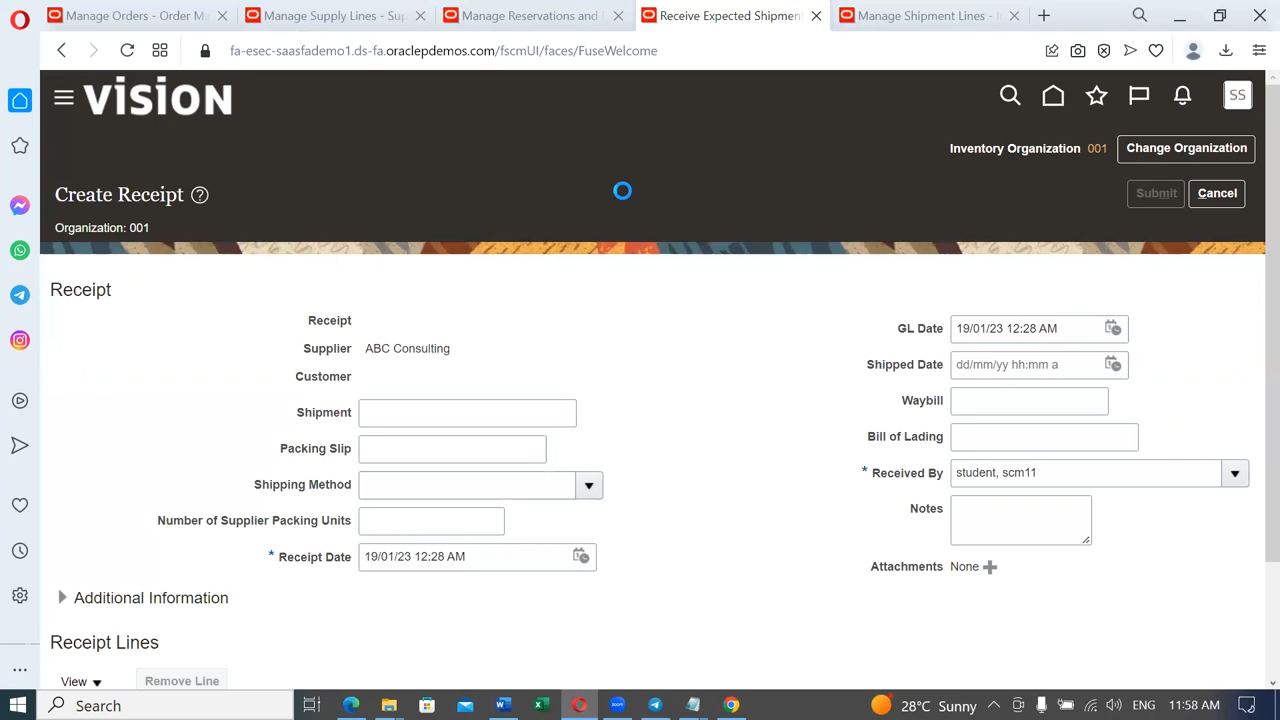 Manage Orders - Order M
Manage Supply Lines - Sup
Manage Reservations and
Receive Expected Shipment
Manage Shipment Lines - I
fa-esec-saasfademo1.ds-fa.oraclepdemos.com/fscmUI/faces/FuseWelcome
VISION
SS
Inventory Organization 001
Change Organization
Create Receipt
Submit
Cancel
Organization: 001
Receipt
Receipt
GL Date 19/01/23 12:28 AM
Supplier ABC Consulting
Shipped Date dd/mm/yy hh:mm a
Customer
Waybill
Shipment
Bill of Lading
Packing Slip
* Received By student, scm11
Shipping Method
Notes
Number of Supplier Packing Units
* Receipt Date 19/01/23 12:28 AM
Attachments None
Additional Information
Receipt Lines
View
Remove Line
Search
zoom
28°C Sunny
ENG
11:58 AM